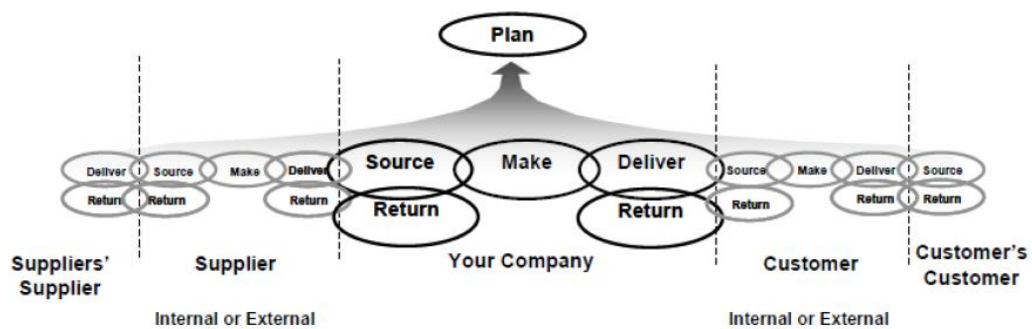 Plan
Deliver Source Make Deliver Source Make Deliver Source Make Deliver Source
Return Return Return Return Return Return Return Return
Suppliers' Supplier Your Company Customer Customer's
Supplier Customer
Internal or External Internal or External